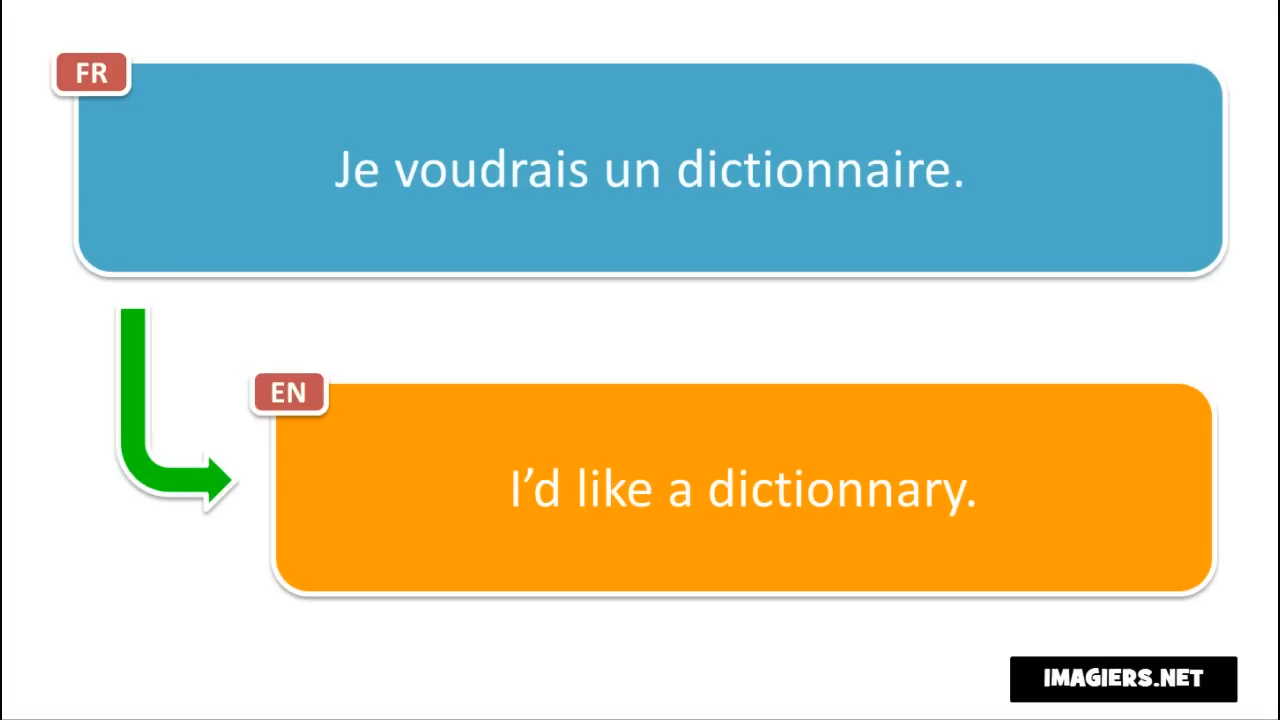 FR
Je voudrais un dictionnaire.
EN
I’d like a dictionnary.
IMAGIERS.NET